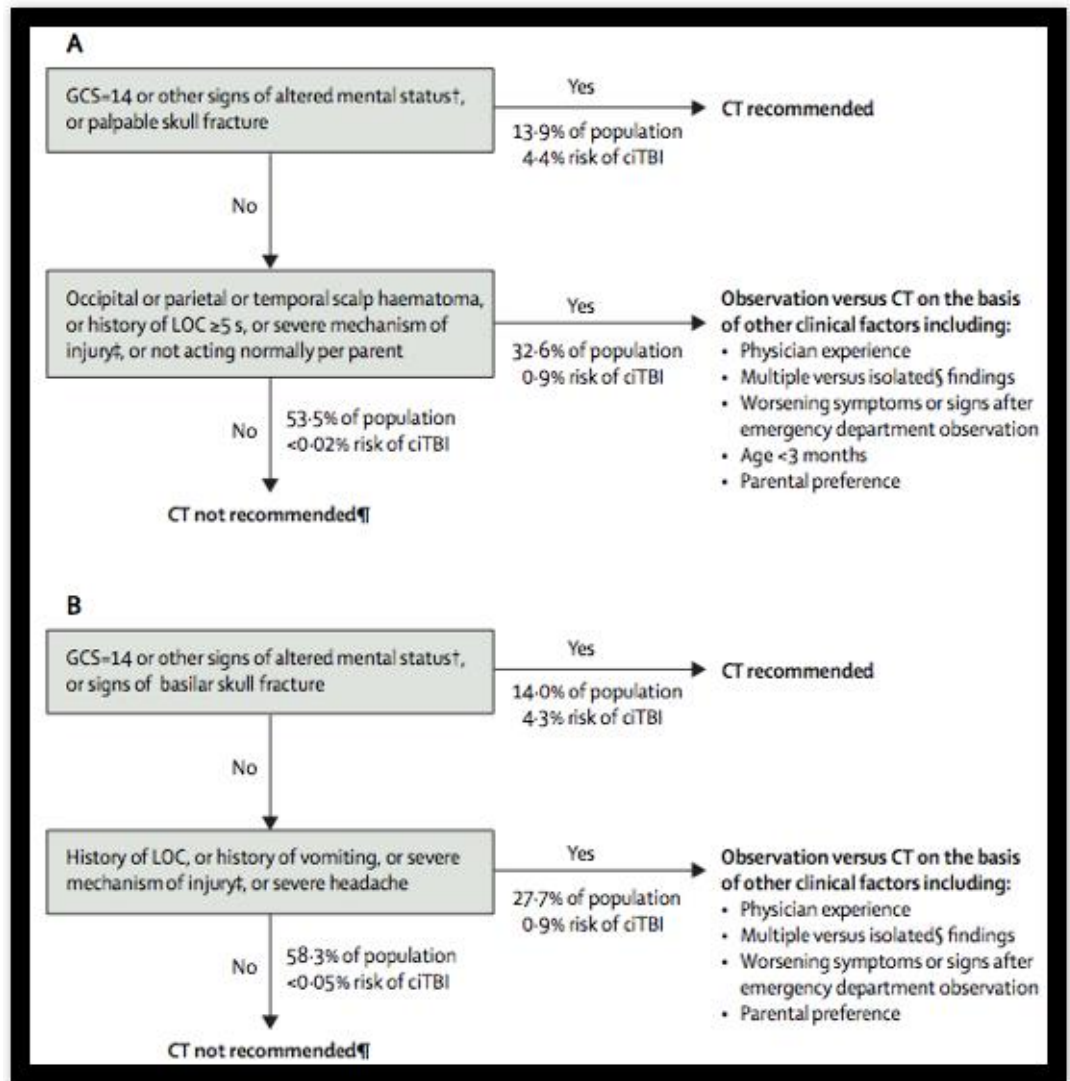 A
GCS=14 or other signs of altered mental status†,
or palpable skull fracture
Yes
13·9% of population
4·4% risk of ciTBI
CT recommended
No
Occipital or parietal or temporal scalp haematoma,
or history of LOC ≥5 s, or severe mechanism of
injury‡, or not acting normally per parent
Yes
32·6% of population
0·9% risk of ciTBI
Observation versus CT on the basis
of other clinical factors including:
• Physician experience
• Multiple versus isolated§ findings
• Worsening symptoms or signs after
emergency department observation
• Age <3 months
• Parental preference
No
53·5% of population
<0·02% risk of ciTBI
CT not recommended¶
B
GCS=14 or other signs of altered mental status†,
or signs of basilar skull fracture
Yes
14·0% of population
4·3% risk of ciTBI
CT recommended
No
History of LOC, or history of vomiting, or severe
mechanism of injury‡, or severe headache
Yes
27·7% of population
0·9% risk of ciTBI
Observation versus CT on the basis
of other clinical factors including:
• Physician experience
• Multiple versus isolated§ findings
• Worsening symptoms or signs after
emergency department observation
• Parental preference
No
58·3% of population
<0·05% risk of ciTBI
CT not recommended¶